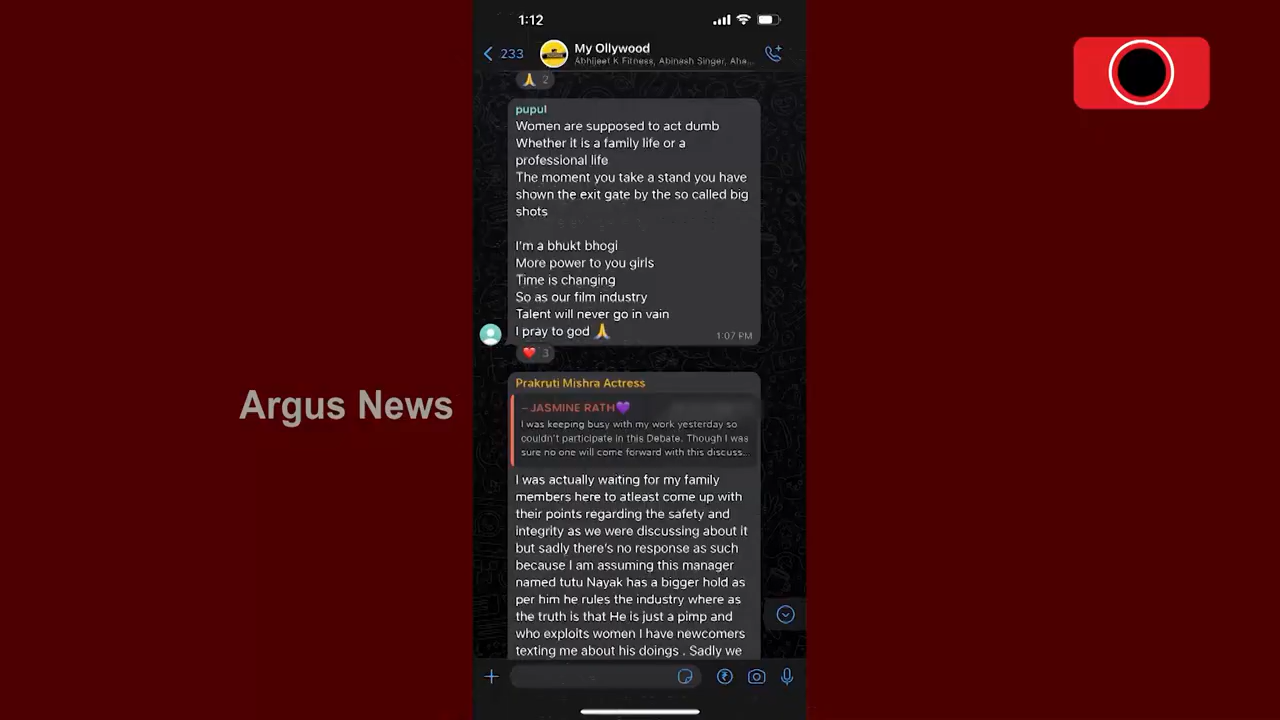 1:12
233
My Ollywood
Abhijeet K Fitness, Abinash Singer, Aha...
🙏 2
pupul
Women are supposed to act dumb
Whether it is a family life or a
professional life
The moment you take a stand you have
shown the exit gate by the so called big
shots
I'm a bhukt bhogi
More power to you girls
Time is changing
So as our film industry
Talent will never go in vain
I pray to god 🙏
1:07 PM
❤️ 3
Prakruti Mishra Actress
~JASMINE RATH💜
I was keeping busy with my work yesterday so
couldn't participate in this Debate. Though I was
sure no one will come forward with this discuss...
I was actually waiting for my family
members here to atleast come up with
their points regarding the safety and
integrity as we were discussing about it
but sadly there's no response as such
because I am assuming this manager
named tutu Nayak has a bigger hold as
per him he rules the industry where as
the truth is that He is just a pimp and
who exploits women I have newcomers
texting me about his doings . Sadly we
Argus News